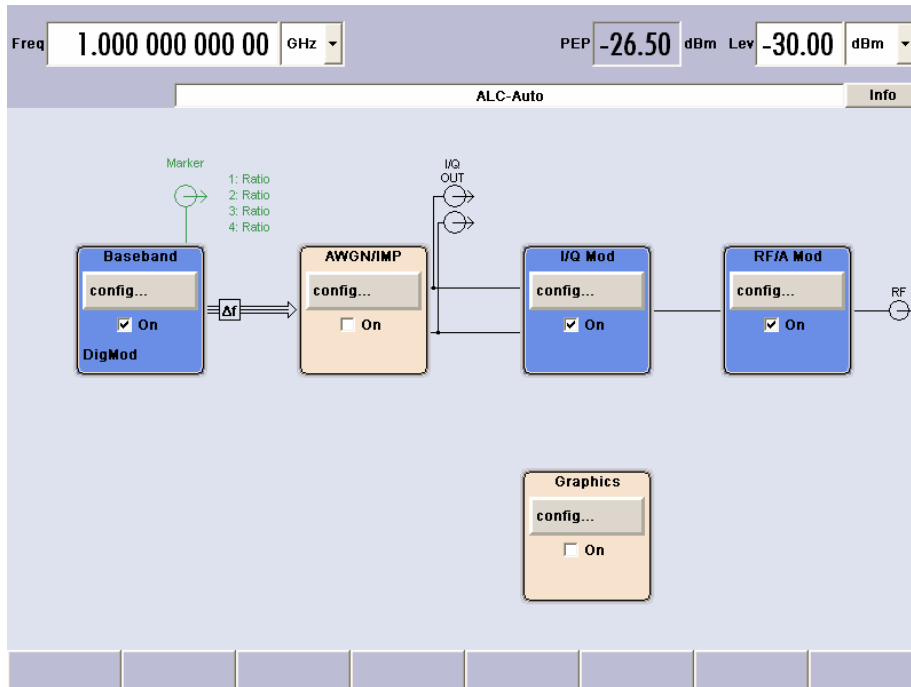 Freq 1.000 000 000 00 GHz PEP -26.50 dBm Lev -30.00 dBm
ALC-Auto Info
Marker
1: Ratio
2: Ratio
3: Ratio
4: Ratio
I/Q
OUT
Baseband
config...
On
DigMod
Δf
AWGN/IMP
config...
On
I/Q Mod
config...
On
RF/A Mod
config...
On
RF
Graphics
config...
On